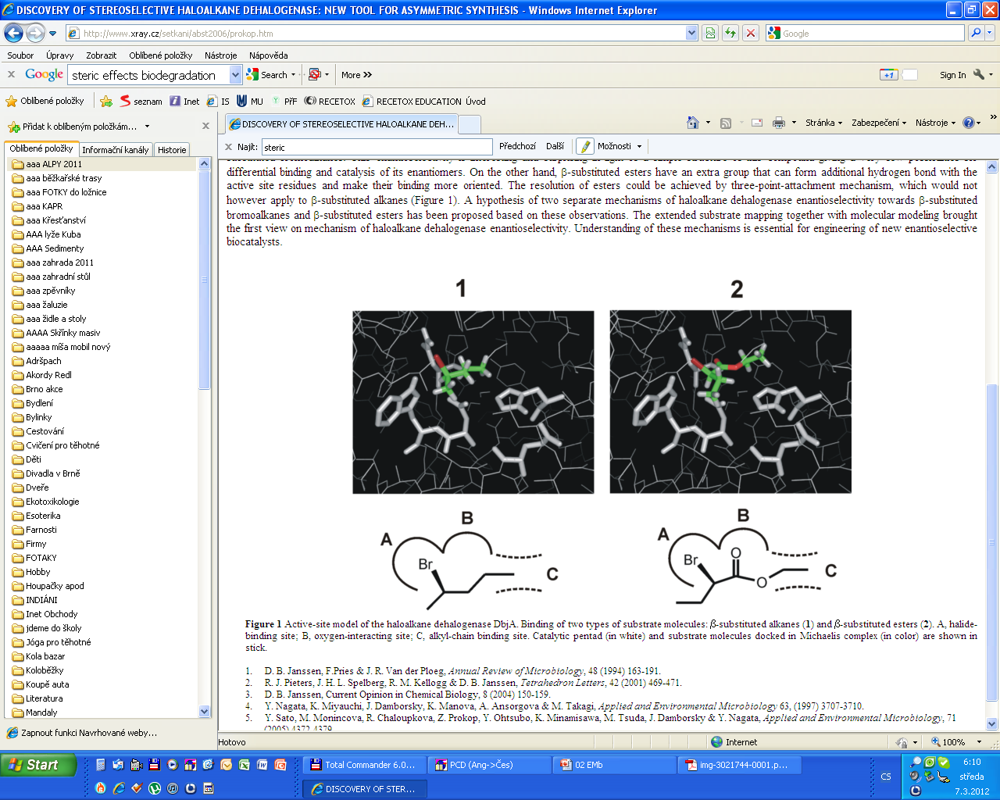 DISCOVERY OF STEREOSELECTIVE HALOALKANE DEHALOGENASE: NEW TOOL FOR ASYMMETRIC SYNTHESIS - Windows Internet Explorer
http://www.xray.cz/setkani/abst2006/prokop.htm
Google
Soubor Úpravy Zobrazit Oblíbené položky Nástroje Nápověda
x Google steric effects biodegradation Search More »
+1 Sign In
Oblíbené položky seznam Inet IS MU PřF RECETOX RECETOX EDUCATION Úvod
Přidat k oblíbeným položkám... x
DISCOVERY OF STEREOSELECTIVE HALOALKANE DEH...
Stránka Zabezpečení Nástroje »
Oblíbené položky Informační kanály Historie
x Najít: steric Předchozí Další Možnosti
aaa ALPY 2011
aaa běžkařské trasy
aaa FOTKY do ložnice
aaa KAPR
aaa Křesťanství
AAA lyže Kuba
AAA Sedimenty
aaa zahrada 2011
aaa zahradní stůl
aaa zpěvníky
aaa žaluzie
aaa židle a stoly
AAAA Skřínky masiv
aaaaa míša mobil nový
Adršpach
Akordy Redl
Brno akce
Bydlení
Bylinky
Cestování
Cvičení pro těhotné
Děti
Divadla v Brně
Dveře
Ekotoxikologie
Esoterika
Farnosti
Firmy
FOTAKY
Hobby
Houpačky apod
INDIÁNI
Inet Obchody
jdeme do školy
Jóga pro těhotné
Kola bazar
Koloběžky
Koupě auta
Literatura
Mandaly
Zapnout funkci Navrhované weby...
differential binding and catalysis of its enantiomers. On the other hand, β-substituted esters have an extra group that can form additional hydrogen bond with the
active site residues and make their binding more oriented. The resolution of esters could be achieved by three-point-attachment mechanism, which would not
however apply to β-substituted alkanes (Figure 1). A hypothesis of two separate mechanisms of haloalkane dehalogenase enantioselectivity towards β-substituted
bromoalkanes and β-substituted esters has been proposed based on these observations. The extended substrate mapping together with molecular modeling brought
the first view on mechanism of haloalkane dehalogenase enantioselectivity. Understanding of these mechanisms is essential for engineering of new enantioselective
biocatalysts.
1 2
A B Br C
A B Br O O C
Figure 1 Active-site model of the haloalkane dehalogenase DbjA. Binding of two types of substrate molecules: β-substituted alkanes (1) and β-substituted esters (2). A, halide-
binding site; B, oxygen-interacting site; C, alkyl-chain binding site. Catalytic pentad (in white) and substrate molecules docked in Michaelis complex (in color) are shown in
stick.
1. D. B. Janssen, F.Pries & J. R. Van der Ploeg, Annual Review of Microbiology, 48 (1994) 163-191.
2. R. J. Pieters, J. H. L. Spelberg, R. M. Kellogg & D. B. Janssen, Tetrahedron Letters, 42 (2001) 469-471.
3. D. B. Janssen, Current Opinion in Chemical Biology, 8 (2004) 150-159.
4. Y. Nagata, K. Miyauchi, J. Damborsky, K. Manova, A. Ansorgova & M. Takagi, Applied and Environmental Microbiology 63, (1997) 3707-3710.
5. Y. Sato, M. Monincova, R. Chaloupkova, Z. Prokop, Y. Ohtsubo, K. Minamisawa, M. Tsuda, J. Damborsky & Y. Nagata, Applied and Environmental Microbiology, 71
(2005) 4372-4379
Hotovo Internet 100%
Start Total Commander 6.0... PCD (Ang->Čes) 02 EMb img-3021744-0001.p...
DISCOVERY OF STER...
CS
6:10
středa
7.3.2012